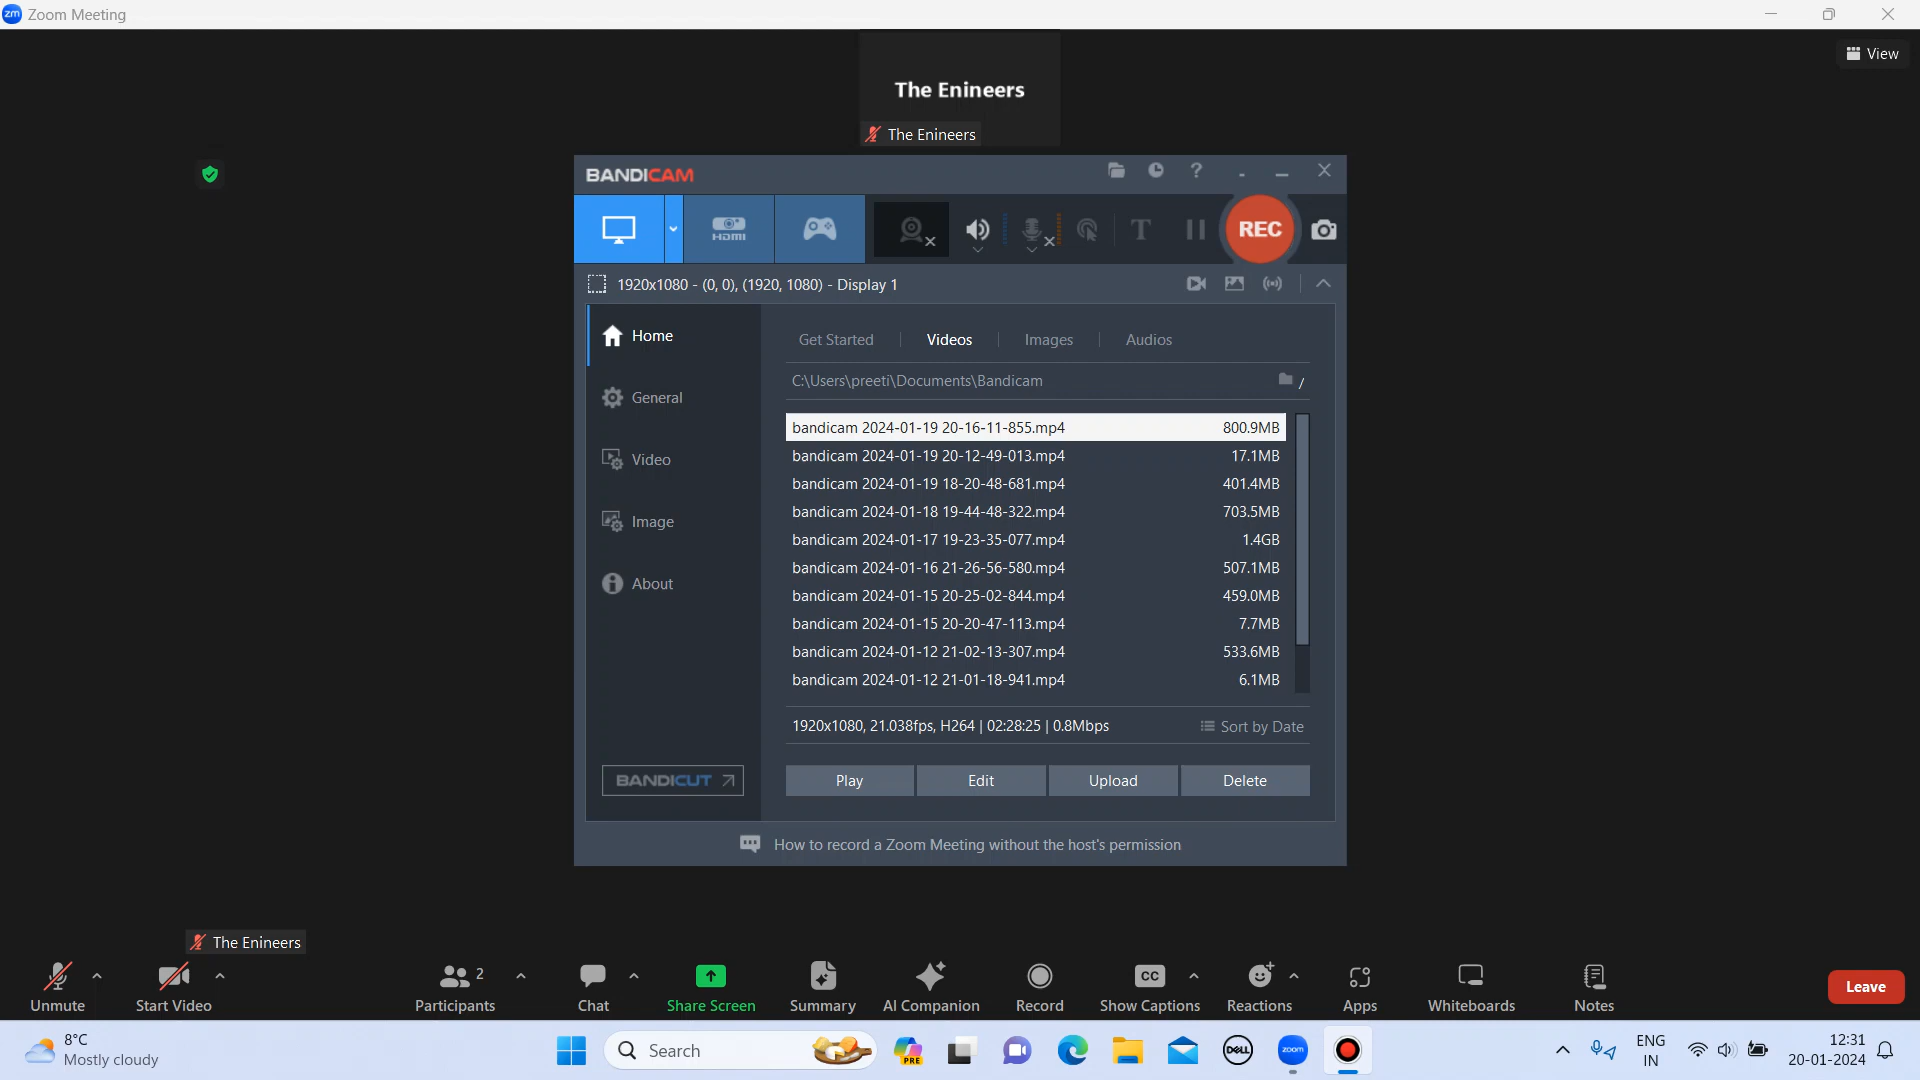 zm Zoom Meeting
View
The Enineers
The Enineers
BANDICAM
?
HDMI
T
REC
1920x1080 - (0, 0), (1920, 1080) - Display 1
Home
General
Video
Image
About
BANDICUT
Get Started
Videos
Images
Audios
C:\Users\preeti\Documents\Bandicam
/
bandicam 2024-01-19 20-16-11-855.mp4 800.9MB
bandicam 2024-01-19 20-12-49-013.mp4 17.1MB
bandicam 2024-01-19 18-20-48-681.mp4 401.4MB
bandicam 2024-01-18 19-44-48-322.mp4 703.5MB
bandicam 2024-01-17 19-23-35-077.mp4 1.4GB
bandicam 2024-01-16 21-26-56-580.mp4 507.1MB
bandicam 2024-01-15 20-25-02-844.mp4 459.0MB
bandicam 2024-01-15 20-20-47-113.mp4 7.7MB
bandicam 2024-01-12 21-02-13-307.mp4 533.6MB
bandicam 2024-01-12 21-01-18-941.mp4 6.1MB
1920x1080, 21.038fps, H264 | 02:28:25 | 0.8Mbps
Sort by Date
Play
Edit
Upload
Delete
How to record a Zoom Meeting without the host's permission
The Enineers
Unmute
Start Video
2
Participants
Chat
Share Screen
Summary
AI Companion
Record
CC
Show Captions
Reactions
Apps
Whiteboards
Notes
Leave
8°C
Mostly cloudy
Search
PRE
DELL
zoom
ENG
IN
12:31
20-01-2024